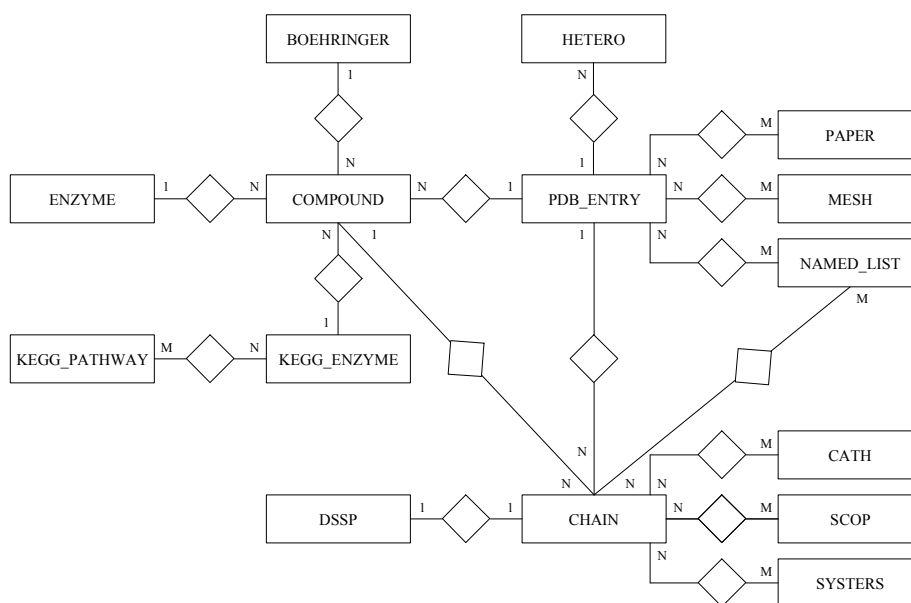 BOEHRINGER
HETERO
1
N
N
M
PAPER
N
N
1
ENZYME
1
N
COMPOUND
N
1
PDB_ENTRY
N
M
MESH
N
1
1
N
M
NAMED_LIST
M
1
KEGG_PATHWAY
M
N
KEGG_ENZYME
N
M
CATH
N
N
N
DSSP
1
1
CHAIN
N
M
SCOP
N
M
SYSTERS